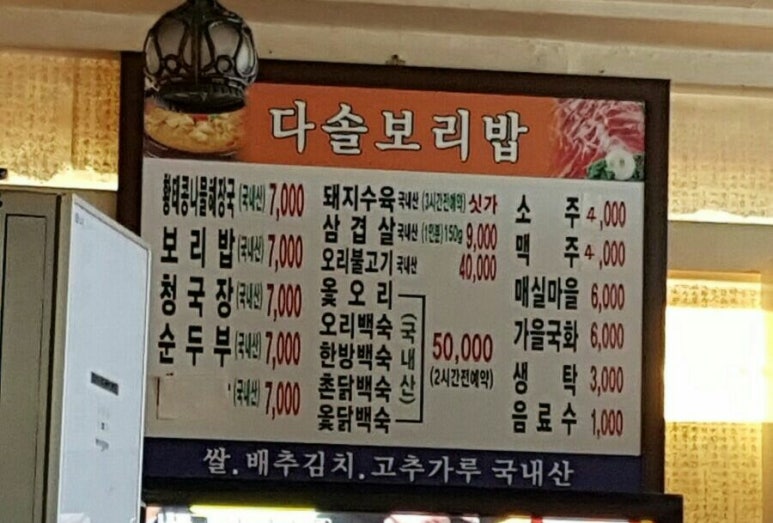 다솔보리밥
황태콩나물해장국 (국내산) 7,000
보리밥 (국내산) 7,000
청국장 (국내산) 7,000
순두부 (국내산) 7,000
(국내산) 7,000
돼지수육 국내산 (3시간전예약) 싯가
삼겹살 국내산 (1인분) 150g 9,000
오리불고기 국내산 40,000
옻오리
오리백숙
한방백숙
촌닭백숙
옻닭백숙
(국내산)
50,000
(2시간전예약)
소주 4,000
맥주 4,000
매실마을 6,000
가을국화 6,000
생탁 3,000
음료수 1,000
쌀.배추김치.고추가루 국내산